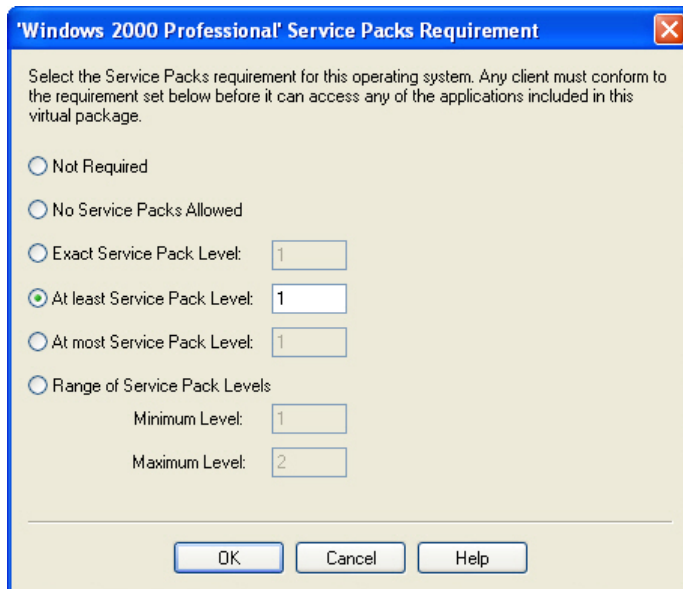 'Windows 2000 Professional' Service Packs Requirement
Select the Service Packs requirement for this operating system. Any client must conform to
the requirement set below before it can access any of the applications included in this
virtual package.
Not Required
No Service Packs Allowed
Exact Service Pack Level: 1
At least Service Pack Level: 1
At most Service Pack Level: 1
Range of Service Pack Levels
Minimum Level: 1
Maximum Level: 2
OK Cancel Help